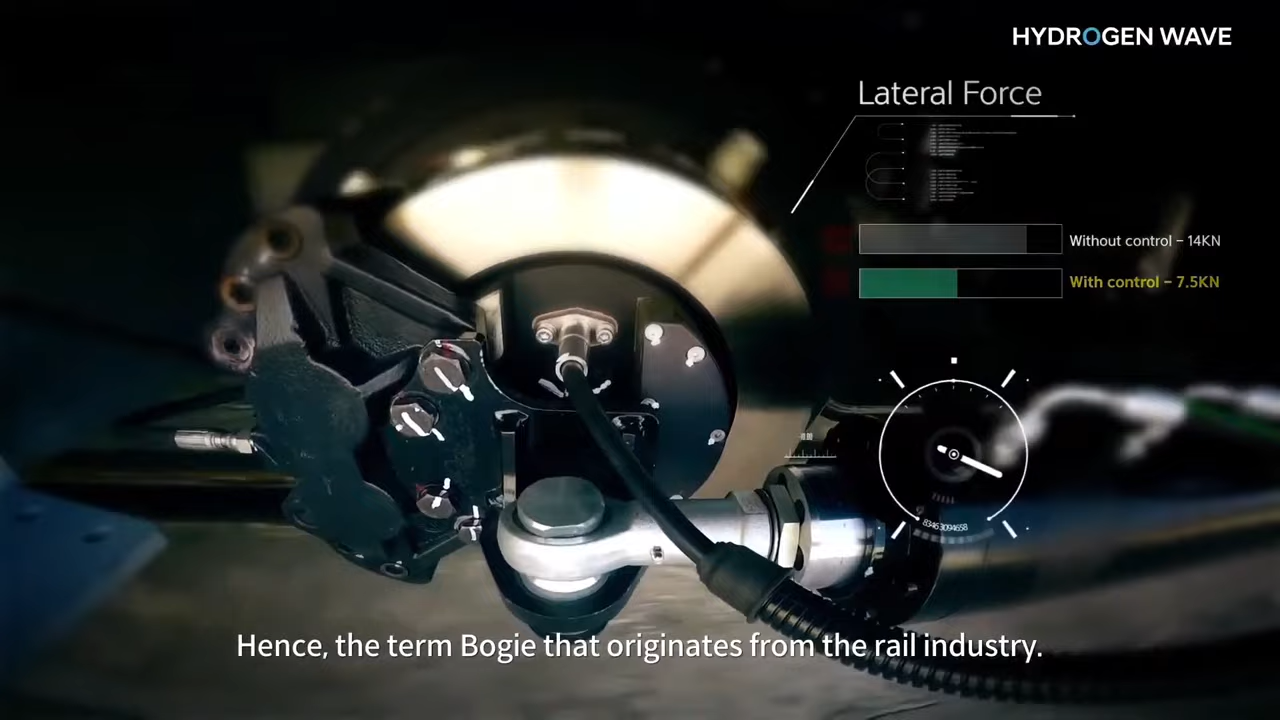 HYDROGEN WAVE
Lateral Force
Without control – 14KN
With control – 7.5KN
Hence, the term Bogie that originates from the rail industry.